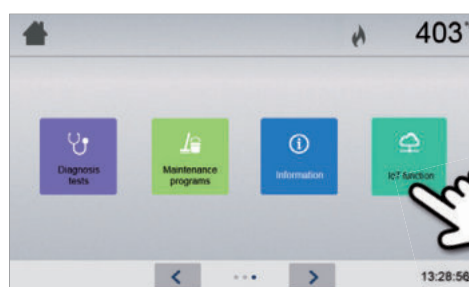 403°
Diagnosis
tests
Maintenance
programs
Information
IoT function
13:28:56